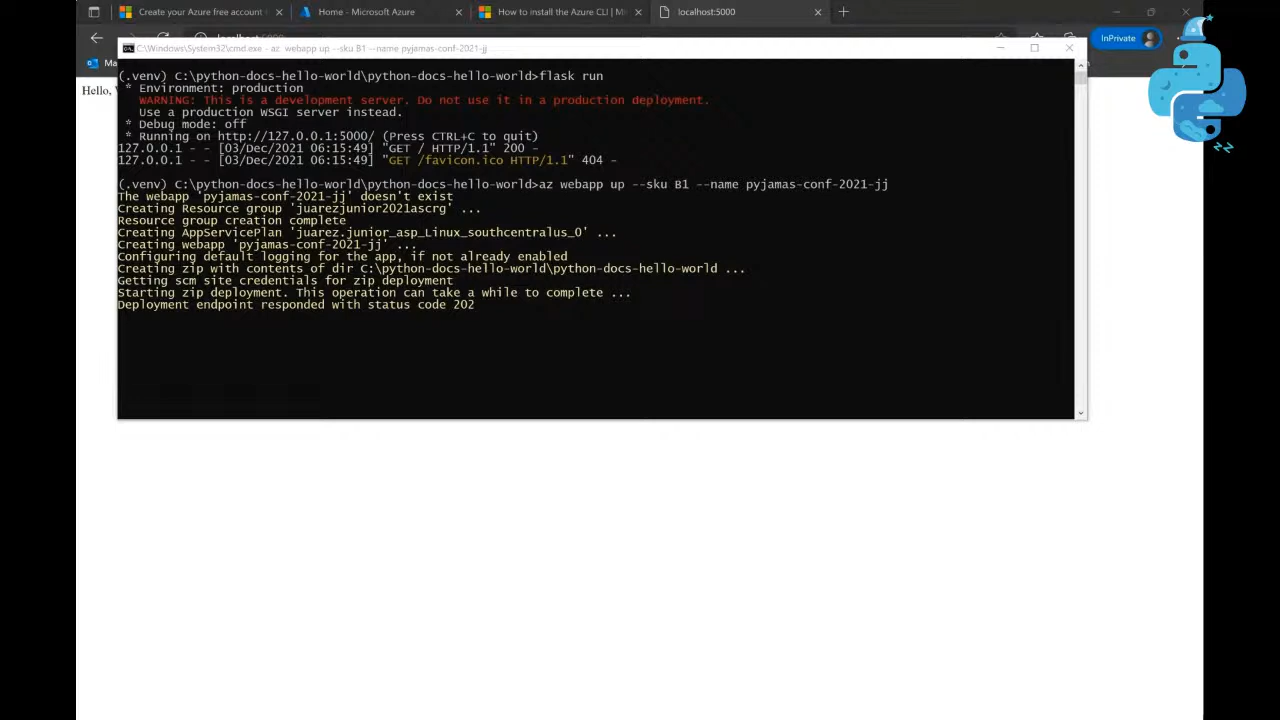 Create your Azure free account
Home - Microsoft Azure
How to install the Azure CLI | Mi
localhost:5000
InPrivate
C:\Windows\System32\cmd.exe - az webapp up --sku B1 --name pyjamas-conf-2021-jj
Hello,
(.venv) C:\python-docs-hello-world\python-docs-hello-world>flask run
* Environment: production
WARNING: This is a development server. Do not use it in a production deployment.
Use a production WSGI server instead.
* Debug mode: off
* Running on http://127.0.0.1:5000/ (Press CTRL+C to quit)
127.0.0.1 - - [03/Dec/2021 06:15:49] "GET / HTTP/1.1" 200 -
127.0.0.1 - - [03/Dec/2021 06:15:49] "GET /favicon.ico HTTP/1.1" 404 -
(.venv) C:\python-docs-hello-world\python-docs-hello-world>az webapp up --sku B1 --name pyjamas-conf-2021-jj
The webapp 'pyjamas-conf-2021-jj' doesn't exist
Creating Resource group 'juarezjunior2021ascrg' ...
Resource group creation complete
Creating AppServicePlan 'juarez.junior_asp_Linux_southcentralus_0' ...
Creating webapp 'pyjamas-conf-2021-jj' ...
Configuring default logging for the app, if not already enabled
Creating zip with contents of dir C:\python-docs-hello-world\python-docs-hello-world ...
Getting scm site credentials for zip deployment
Starting zip deployment. This operation can take a while to complete ...
Deployment endpoint responded with status code 202